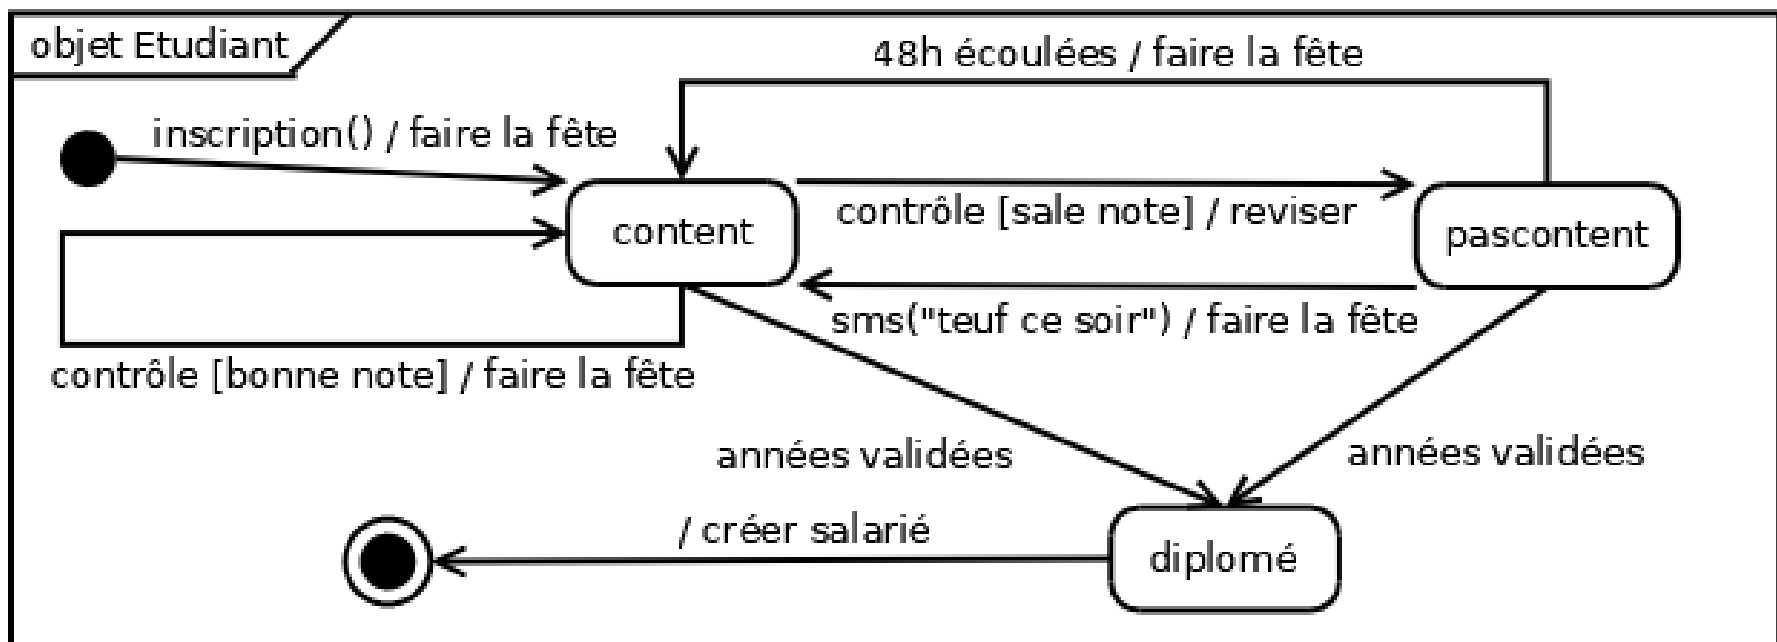 objet Etudiant
48h écoulées / faire la fête
inscription() / faire la fête
content
contrôle [sale note] / reviser
pascontent
sms("teuf ce soir") / faire la fête
contrôle [bonne note] / faire la fête
années validées
années validées
/ créer salarié
diplomé